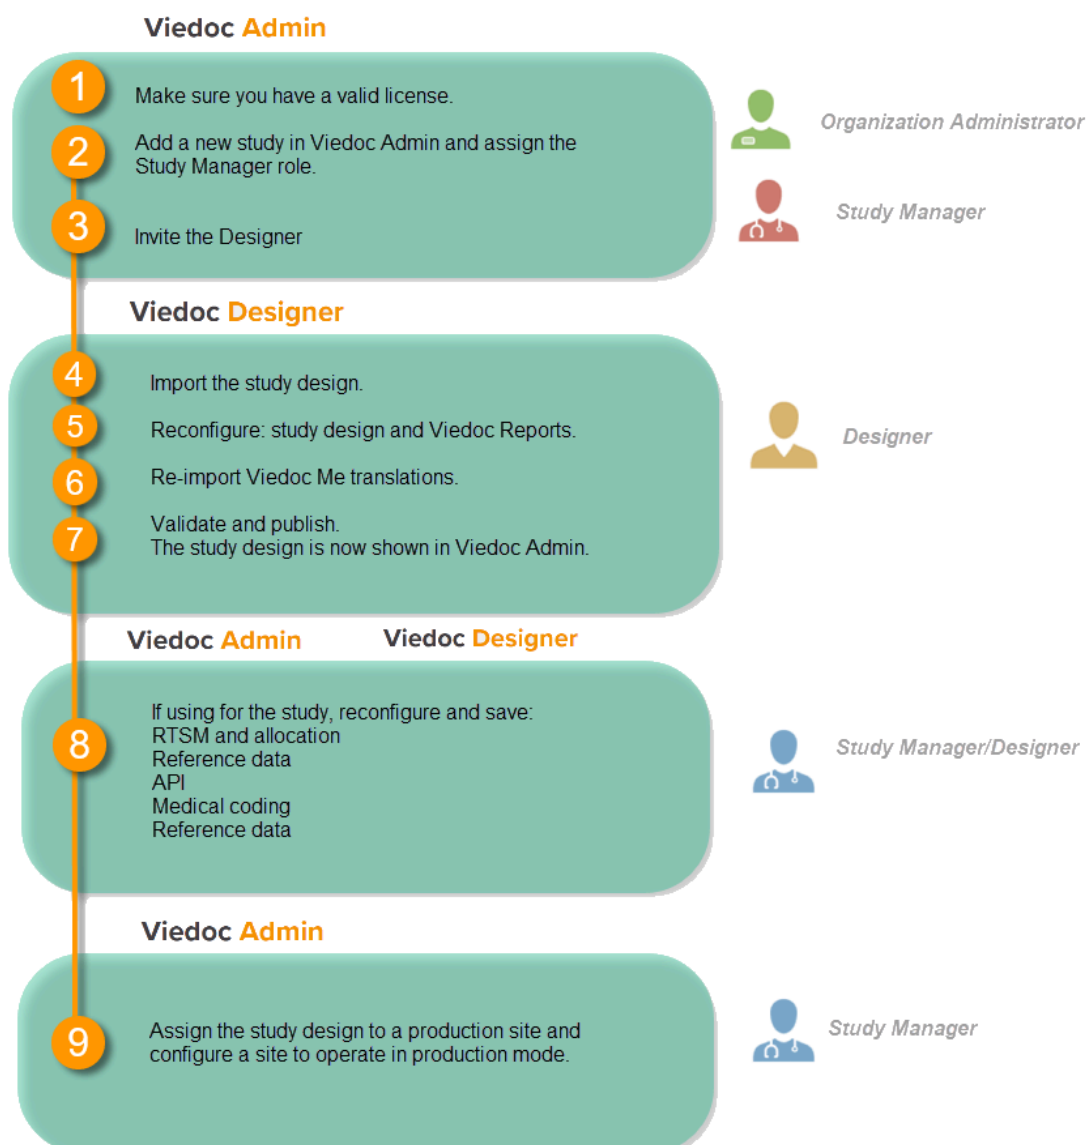 Viedoc Admin
1
Make sure you have a valid license.
Organization Administrator
2
Add a new study in Viedoc Admin and assign the
Study Manager role.
Study Manager
3
Invite the Designer
Viedoc Designer
4
Import the study design.
5
Reconfigure: study design and Viedoc Reports.
Designer
6
Re-import Viedoc Me translations.
7
Validate and publish.
The study design is now shown in Viedoc Admin.
Viedoc Admin
Viedoc Designer
8
If using for the study, reconfigure and save:
RTSM and allocation
Reference data
API
Medical coding
Reference data
Study Manager/Designer
Viedoc Admin
9
Assign the study design to a production site and
configure a site to operate in production mode.
Study Manager